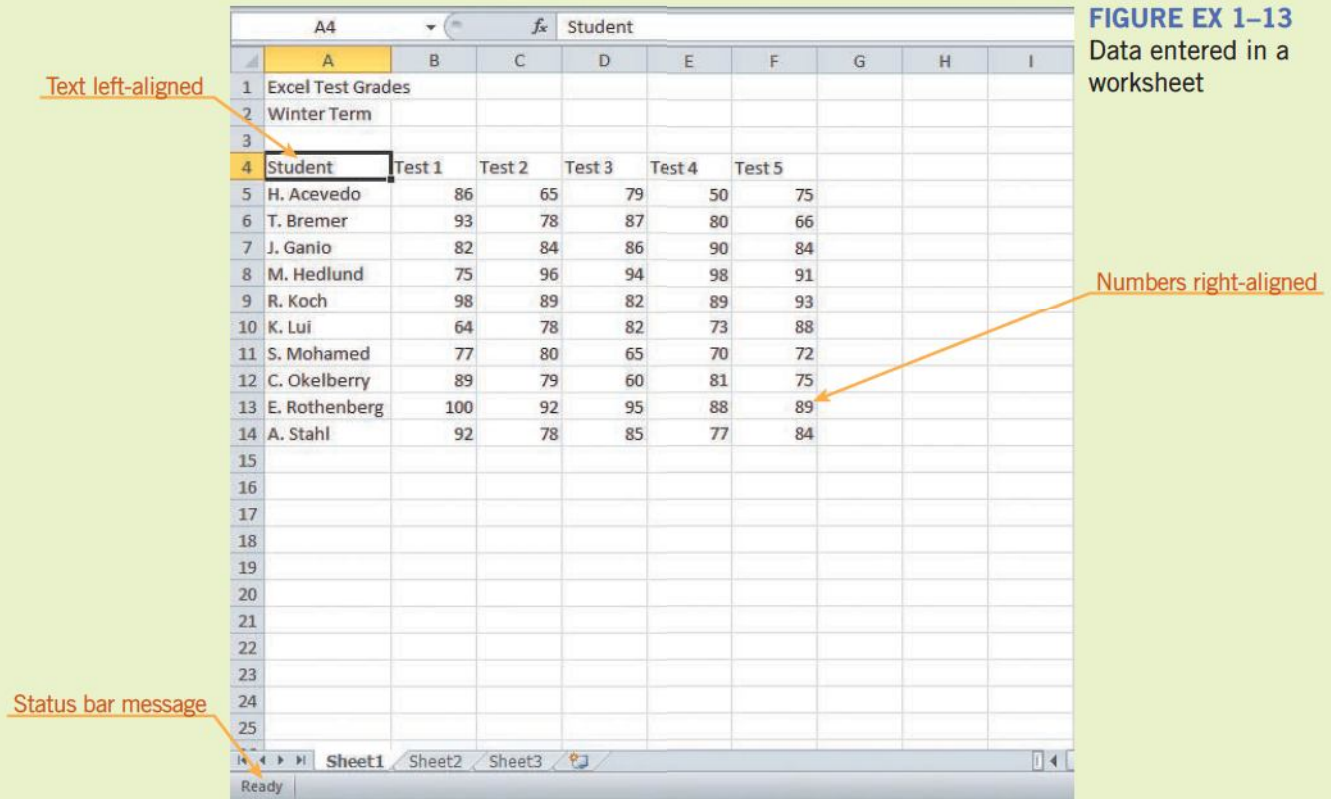 FIGURE EX 1–13
Data entered in a
worksheet
A4 fx Student
A B C D E F G H I
Text left-aligned
1 Excel Test Grades
2 Winter Term
3
4 Student Test 1 Test 2 Test 3 Test 4 Test 5
5 H. Acevedo 86 65 79 50 75
6 T. Bremer 93 78 87 80 66
7 J. Ganio 82 84 86 90 84
8 M. Hedlund 75 96 94 98 91
Numbers right-aligned
9 R. Koch 98 89 82 89 93
10 K. Lui 64 78 82 73 88
11 S. Mohamed 77 80 65 70 72
12 C. Okelberry 89 79 60 81 75
13 E. Rothenberg 100 92 95 88 89
14 A. Stahl 92 78 85 77 84
15
16
17
18
19
20
21
22
23
24
Status bar message
25
Sheet1 Sheet2 Sheet3
Ready